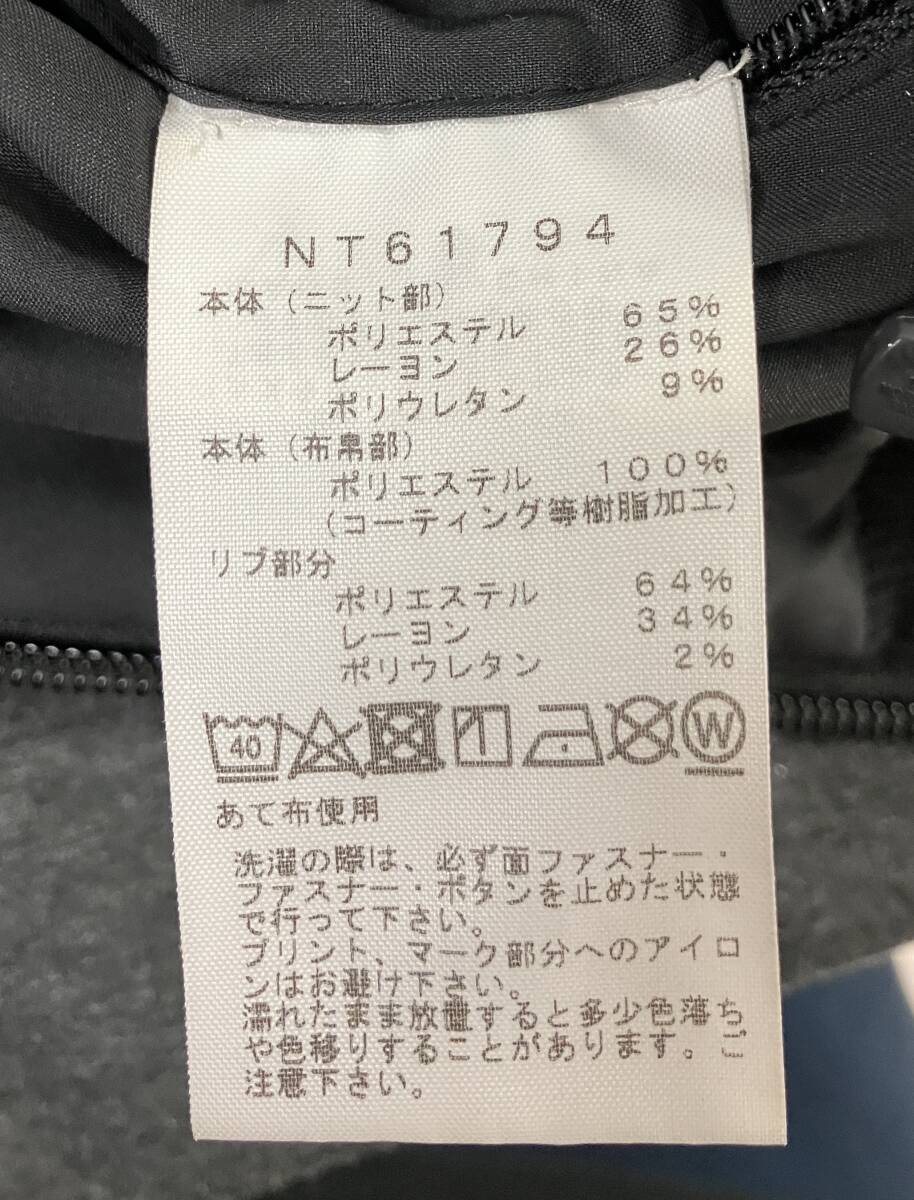 NT61794
本体(ニット部)
ポリエステル 65%
レーヨン 26%
ポリウレタン 9%
本体(布帛部)
ポリエステル 100%
(コーティング等樹脂加工)
リブ部分
ポリエステル 64%
レーヨン 34%
ポリウレタン 2%
40 W
あて布使用
洗濯の際は、必ず面ファスナー・
ファスナー・ボタンを止めた状態
で行って下さい。
プリント、マーク部分へのアイロ
ンはお避け下さい。
濡れたまま放置すると多少色落ち
や色移りすることがあります。ご
注意下さい。